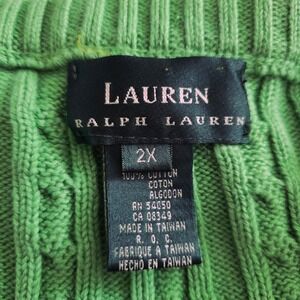 LAUREN
RALPH LAUREN
2X
100% COTTON
COTON
ALGODON
RN 54050
CA 08349
MADE IN TAIWAN
R. O. C.
FABRIQUE A TAIWAN
HECHO EN TAIWAN